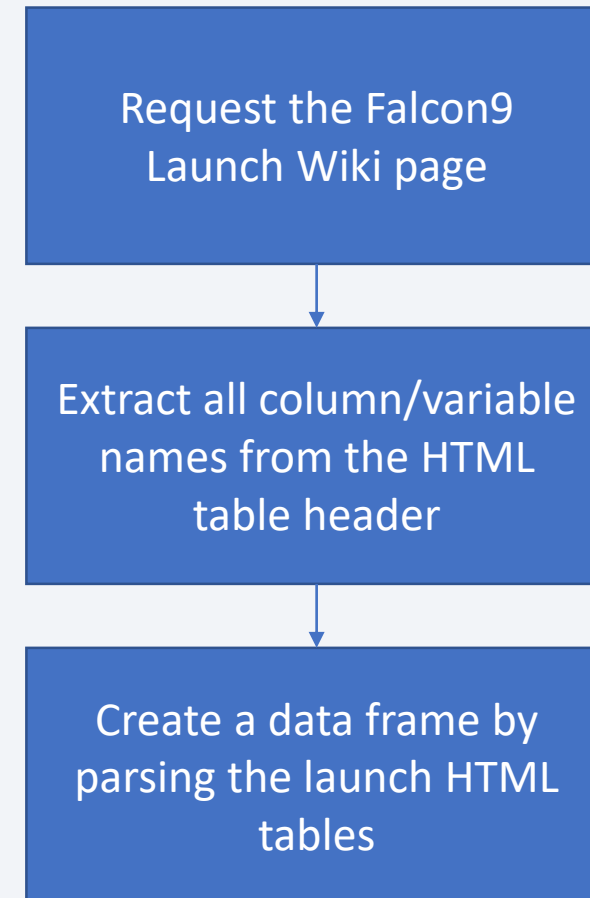 Request the Falcon9
Launch Wiki page
Extract all column/variable
names from the HTML
table header
Create a data frame by
parsing the launch HTML
tables